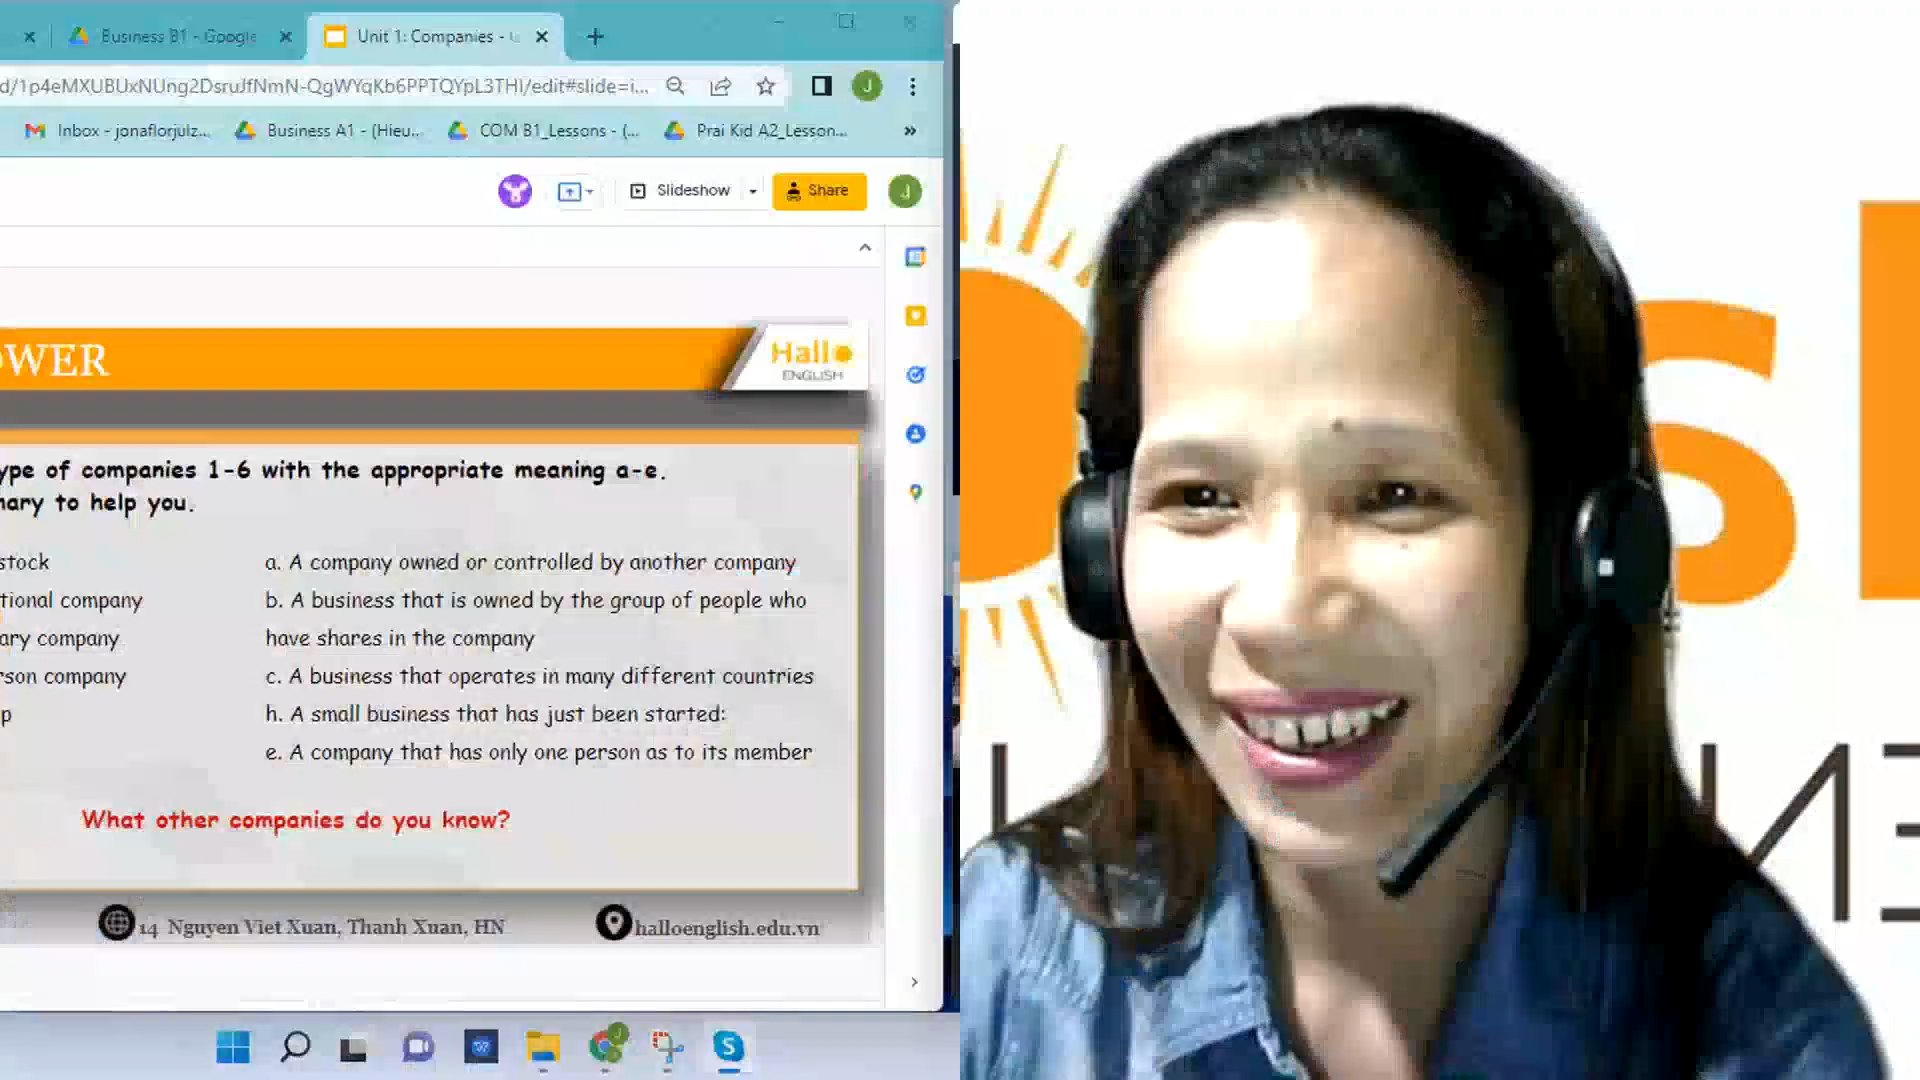 Business B1 - Google
Unit 1: Companies -
d/1p4eMXUBUxNUng2DsruJfNmN-QgWYqKb6PPTQYpL3THI/edit#slide=i...
J
Inbox - jonaflorjulz...
Business A1 - (Hieu...
COM B1_Lessons - (...
Prai Kid A2_Lesson...
»
Slideshow
Share
J
OWER
Hallo
ENGLISH
ype of companies 1-6 with the appropriate meaning a-e.
nary to help you.
stock
tional company
ary company
rson company
p
a. A company owned or controlled by another company
b. A business that is owned by the group of people who
have shares in the company
c. A business that operates in many different countries
h. A small business that has just been started:
e. A company that has only one person as to its member
What other companies do you know?
14 Nguyen Viet Xuan, Thanh Xuan, HN
halloenglish.edu.vn